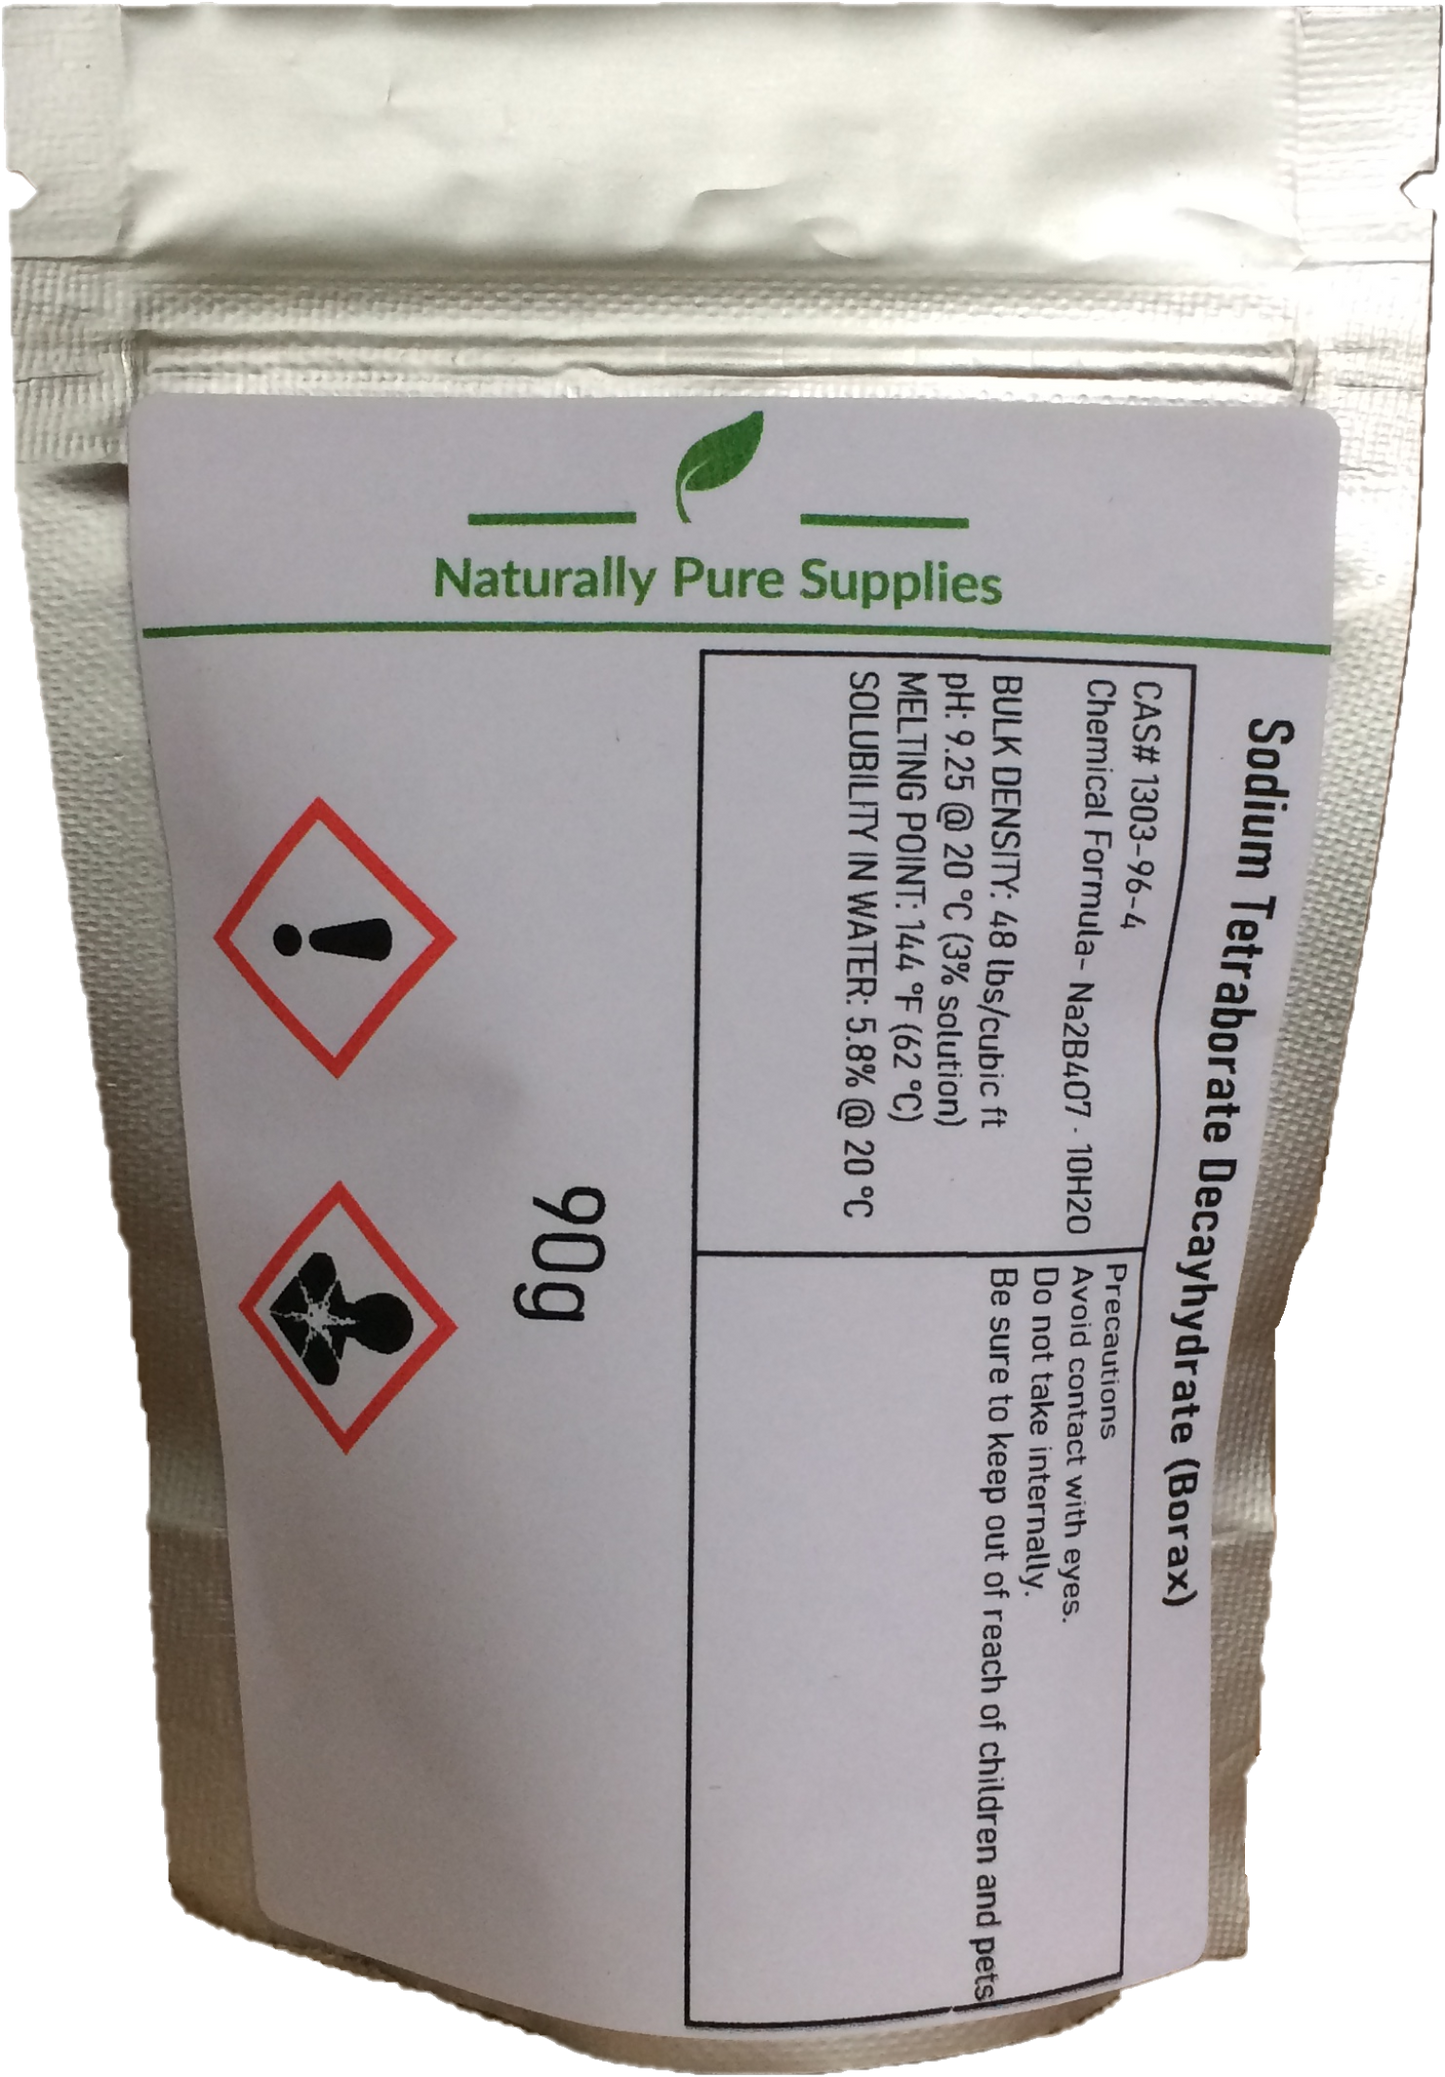 Naturally Pure Supplies
Sodium Tetraborate Decayhydrate (Borax)
CAS# 1303-96-4
Chemical Formula- Na2B4O7 · 10H2O
BULK DENSITY: 48 lbs/cubic ft
pH: 9.25 @ 20 °C (3% solution)
MELTING POINT: 144 °F (62 °C)
SOLUBILITY IN WATER: 5.8% @ 20 °C
Precautions
Avoid contact with eyes.
Do not take internally.
Be sure to keep out of reach of children and pets
90g